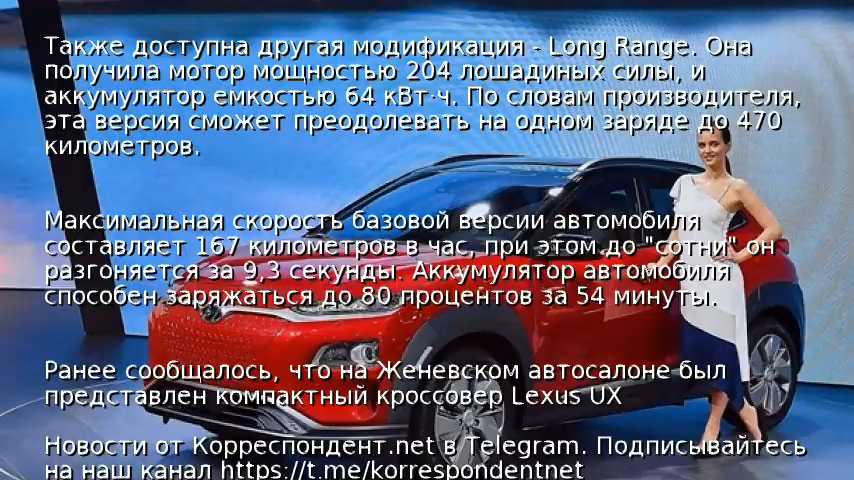 Также доступна другая модификация - Long Range. Она
получила мотор мощностью 204 лошадиных силы, и
аккумулятор емкостью 64 кВт·ч. По словам производителя,
эта версия сможет преодолевать на одном заряде до 470
километров.
Максимальная скорость базовой версии автомобиля
составляет 167 километров в час, при этом до "сотни" он
разгоняется за 9,3 секунды. Аккумулятор автомобиля
способен заряжаться до 80 процентов за 54 минуты.
Ранее сообщалось, что на Женевском автосалоне был
представлен компактный кроссовер Lexus UX
Новости от Корреспондент.net в Telegram. Подписывайтесь
на наш канал https://t.me/korrespondentnet